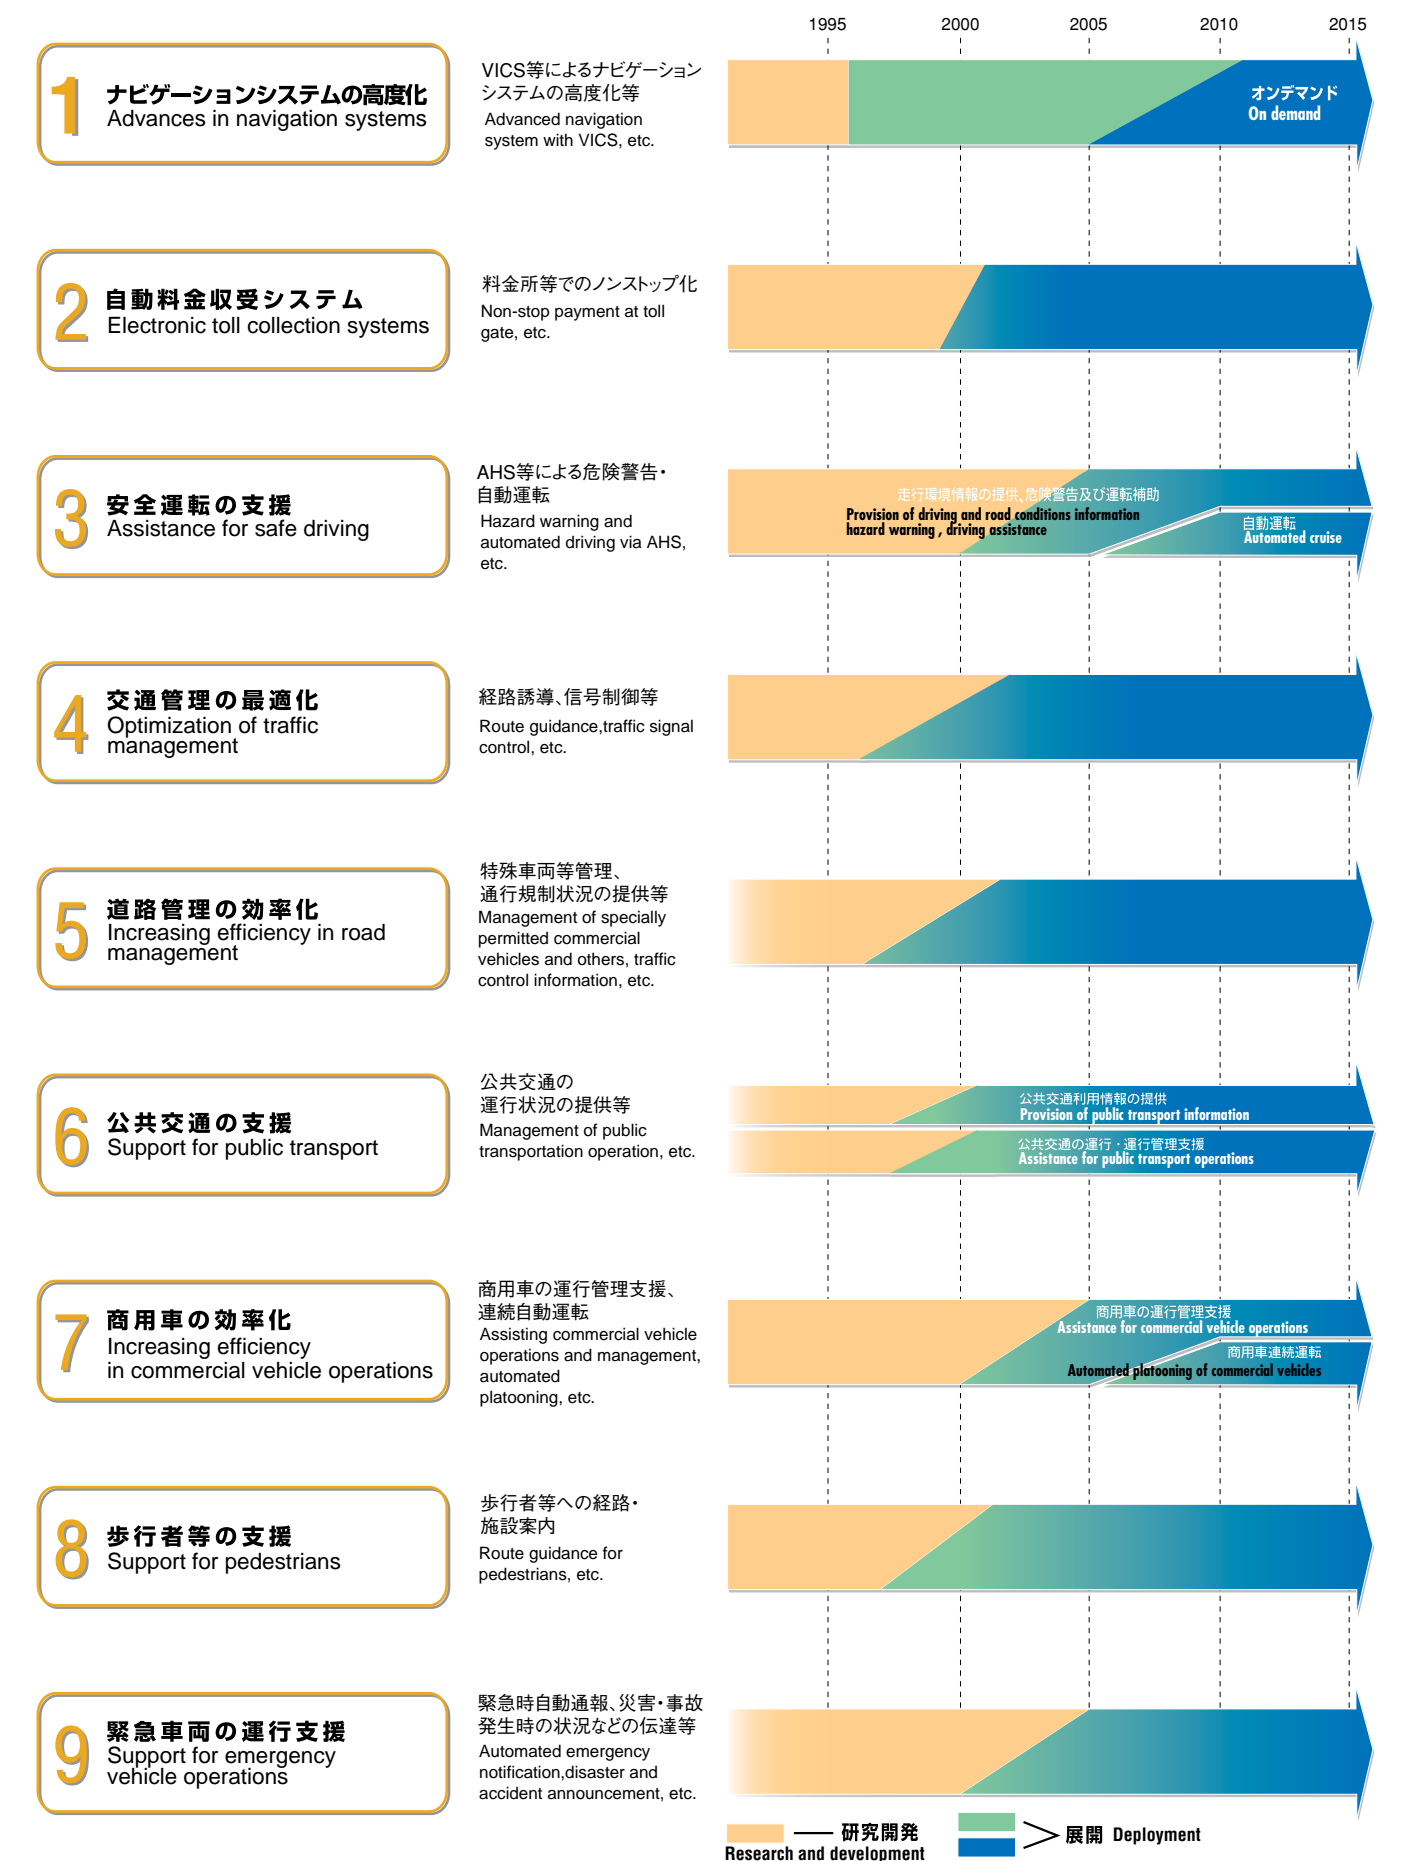 1995 2000 2005 2010 2015
1
ナビゲーションシステムの高度化
Advances in navigation systems
VICS等によるナビゲーション
システムの高度化等
Advanced navigation
system with VICS, etc.
オンデマンド
On demand
2
自動料金収受システム
Electronic toll collection systems
料金所等でのノンストップ化
Non-stop payment at toll
gate, etc.
3
安全運転の支援
Assistance for safe driving
AHS等による危険警告・
自動運転
Hazard warning and
automated driving via AHS,
etc.
走行環境情報の提供、危険警告及び運転補助
Provision of driving and road conditions information
hazard warning , driving assistance
自動運転
Automated cruise
4
交通管理の最適化
Optimization of traffic
management
経路誘導、信号制御等
Route guidance,traffic signal
control, etc.
5
道路管理の効率化
Increasing efficiency in road
management
特殊車両等管理、
通行規制状況の提供等
Management of specially
permitted commercial
vehicles and others, traffic
control information, etc.
6
公共交通の支援
Support for public transport
公共交通の
運行状況の提供等
Management of public
transportation operation, etc.
公共交通利用情報の提供
Provision of public transport information
公共交通の運行・運行管理支援
Assistance for public transport operations
7
商用車の効率化
Increasing efficiency
in commercial vehicle operations
商用車の運行管理支援、
連続自動運転
Assisting commercial vehicle
operations and management,
automated
platooning, etc.
商用車の運行管理支援
Assistance for commercial vehicle operations
商用車連続運転
Automated platooning of commercial vehicles
8
歩行者等の支援
Support for pedestrians
歩行者等への経路・
施設案内
Route guidance for
pedestrians, etc.
9
緊急車両の運行支援
Support for emergency
vehicle operations
緊急時自動通報、災害・事故
発生時の状況などの伝達等
Automated emergency
notification,disaster and
accident announcement, etc.
研究開発
Research and development
展開 Deployment